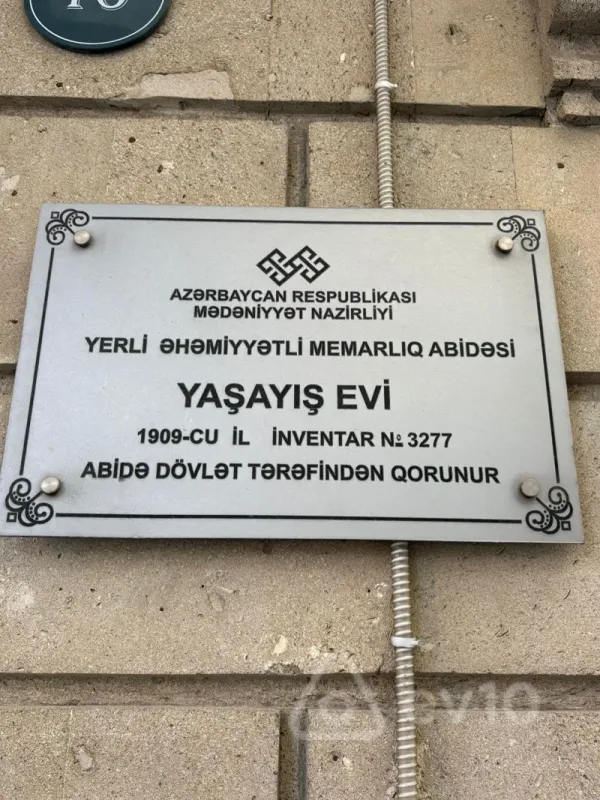 AZƏRBAYCAN RESPUBLİKASI
MƏDƏNİYYƏT NAZİRLİYİ
YERLİ ƏHƏMİYYƏTLİ MEMARLIQ ABİDƏSİ
YAŞAYIŞ EVİ
1909-CU İL İNVENTAR № 3277
ABİDƏ DÖVLƏT TƏRƏFİNDƏN QORUNUR
ev10